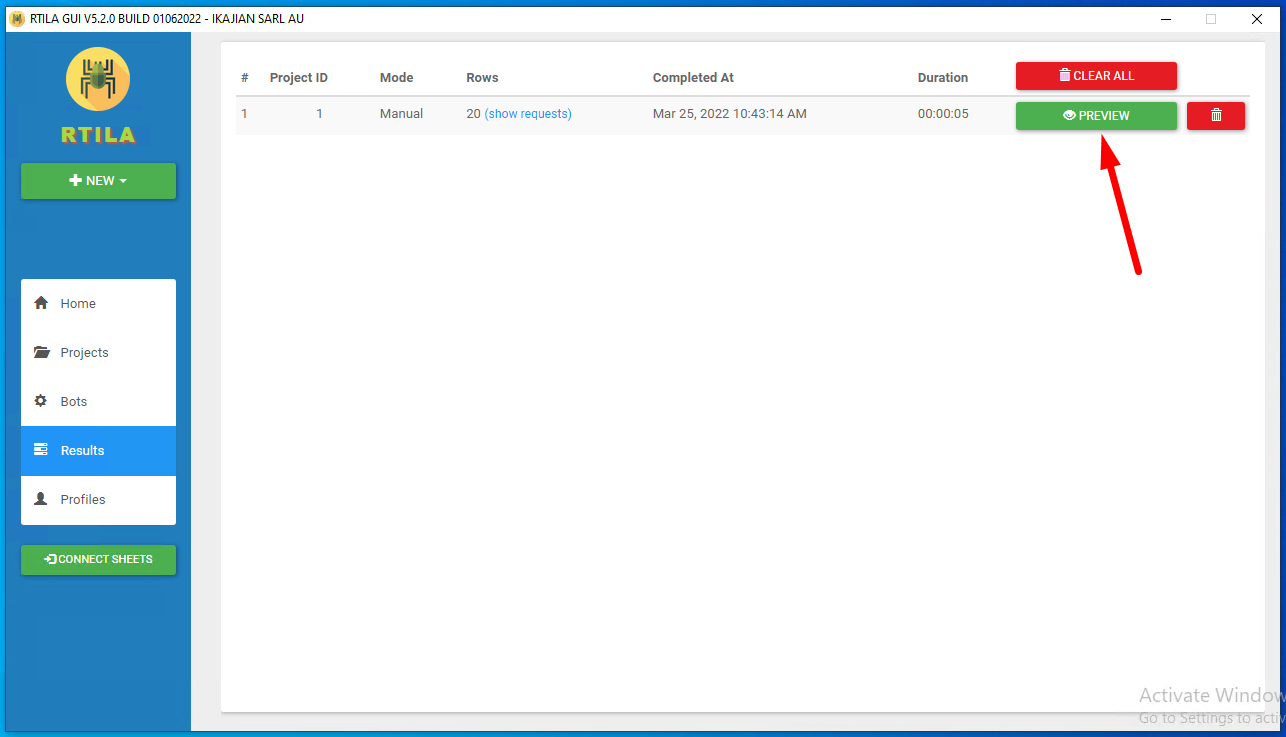 RTILA GUI V5.2.0 BUILD 01062022 - IKAJIAN SARL AU
RTILA
NEW
Home
Projects
Bots
Results
Profiles
CONNECT SHEETS
# Project ID Mode Rows Completed At Duration CLEAR ALL
1 1 Manual 20 (show requests) Mar 25, 2022 10:43:14 AM 00:00:05 PREVIEW
Activate Window
Go to Settings to activ